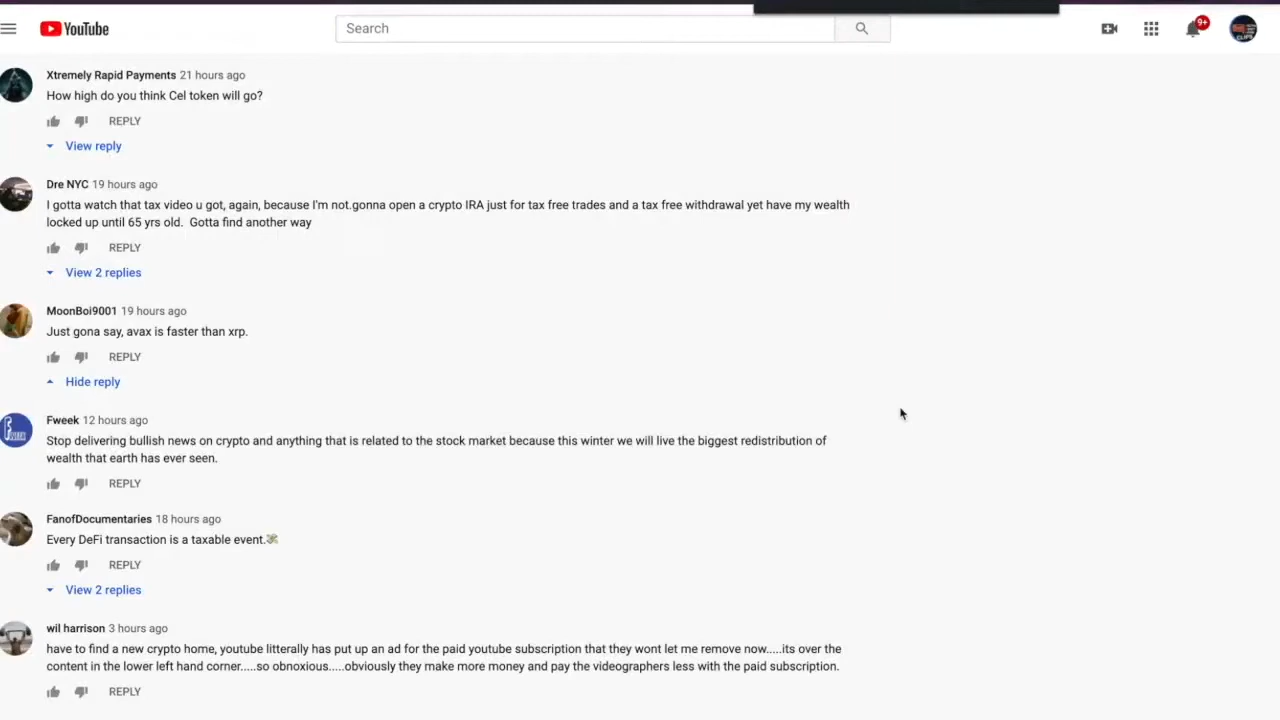 YouTube
Search
9+
Xtremely Rapid Payments 21 hours ago
How high do you think Cel token will go?
REPLY
View reply
Dre NYC 19 hours ago
I gotta watch that tax video u got, again, because I'm not.gonna open a crypto IRA just for tax free trades and a tax free withdrawal yet have my wealth
locked up until 65 yrs old. Gotta find another way
REPLY
View 2 replies
MoonBoi9001 19 hours ago
Just gona say, avax is faster than xrp.
REPLY
Hide reply
Fweek 12 hours ago
Stop delivering bullish news on crypto and anything that is related to the stock market because this winter we will live the biggest redistribution of
wealth that earth has ever seen.
REPLY
FanofDocumentaries 18 hours ago
Every DeFi transaction is a taxable event.💸
REPLY
View 2 replies
wil harrison 3 hours ago
have to find a new crypto home, youtube litterally has put up an ad for the paid youtube subscription that they wont let me remove now.....its over the
content in the lower left hand corner.....so obnoxious.....obviously they make more money and pay the videographers less with the paid subscription.
REPLY